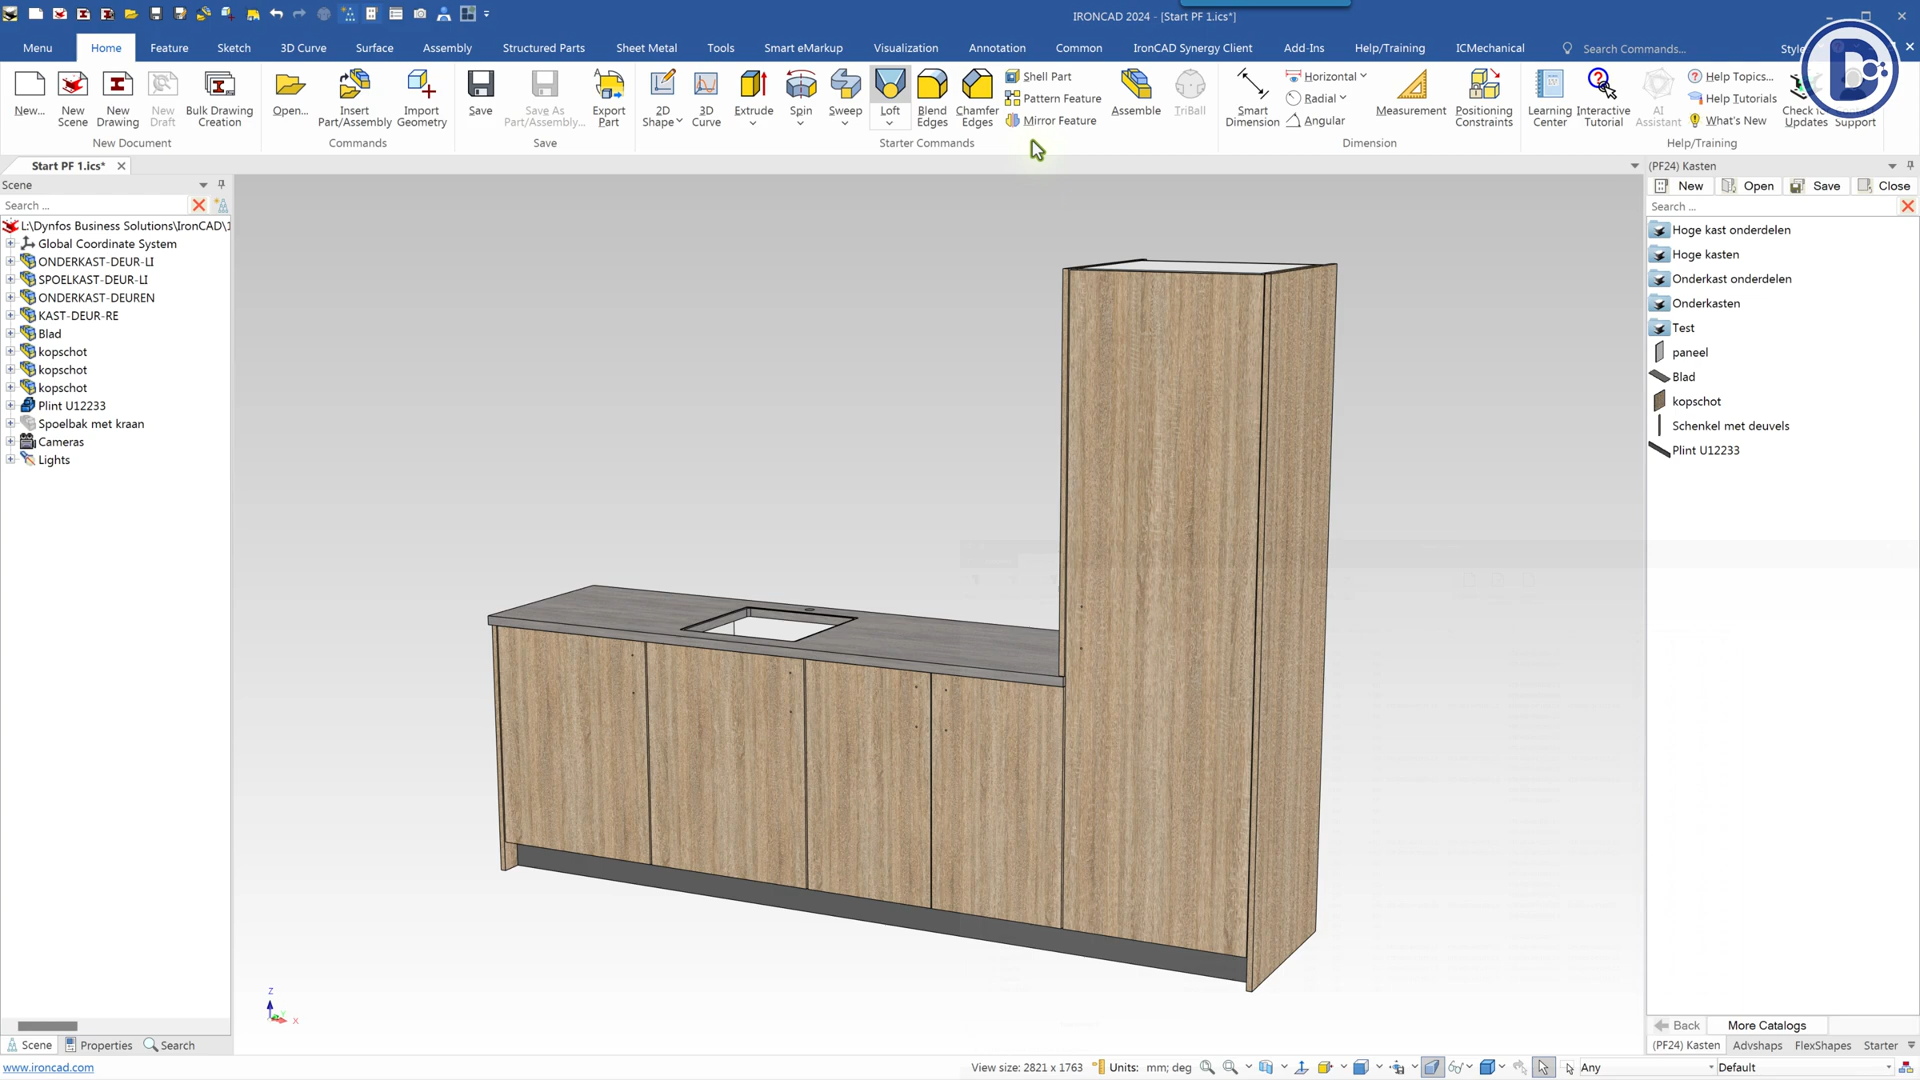 IRONCAD 2024 - [Start PF 1.ics*]
Menu Home Feature Sketch 3D Curve Surface Assembly Structured Parts Sheet Metal Tools Smart eMarkup Visualization Annotation Common IronCAD Synergy Client Add-Ins Help/Training ICMechanical Search Commands... Style
New... New Scene New Drawing New Draft Bulk Drawing Creation
Open... Insert Part/Assembly Import Geometry
Save Save As Part/Assembly... Export Part
2D Shape 3D Curve Extrude Spin Sweep Loft Blend Edges Chamfer Edges
Shell Part
Pattern Feature
Mirror Feature
Assemble TriBall
Smart Dimension
Horizontal
Radial
Angular
Measurement Positioning Constraints
Learning Center Interactive Tutorial AI Assistant
Help Topics...
Help Tutorials
What's New
Updates Support
New Document Commands Save Starter Commands Dimension Help/Training
Start PF 1.ics*
Scene
Search ...
L:\Dynfos Business Solutions\IronCAD\1
Global Coordinate System
ONDERKAST-DEUR-LI
SPOELKAST-DEUR-LI
ONDERKAST-DEUREN
KAST-DEUR-RE
Blad
kopschot
kopschot
kopschot
Plint U12233
Spoelbak met kraan
Cameras
Lights
Z
X
(PF24) Kasten
New Open Save Close
Search ...
Hoge kast onderdelen
Hoge kasten
Onderkast onderdelen
Onderkasten
Test
paneel
Blad
kopschot
Schenkel met deuvels
Plint U12233
Back More Catalogs
(PF24) Kasten Advshaps FlexShapes Starter
Scene Properties Search
www.ironcad.com
View size: 2821 x 1763 Units: mm; deg Any Default